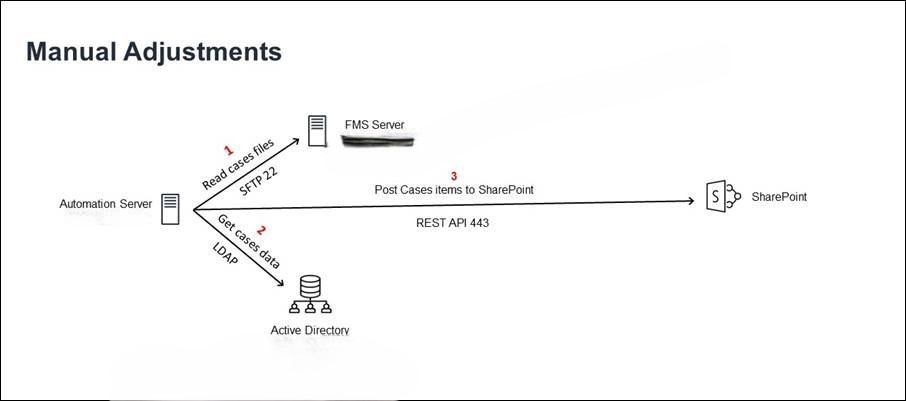 Manual Adjustments
FMS Server
1
Read cases files
SFTP 22
3
Post Cases items to SharePoint
REST API 443
Automation Server
SharePoint
2
Get cases data
LDAP
Active Directory